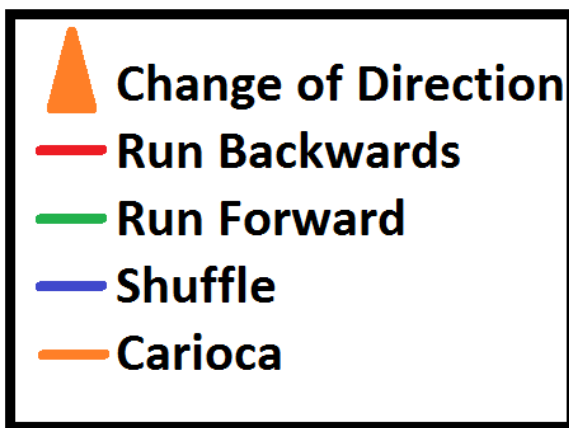 Change of Direction
Run Backwards
Run Forward
Shuffle
Carioca